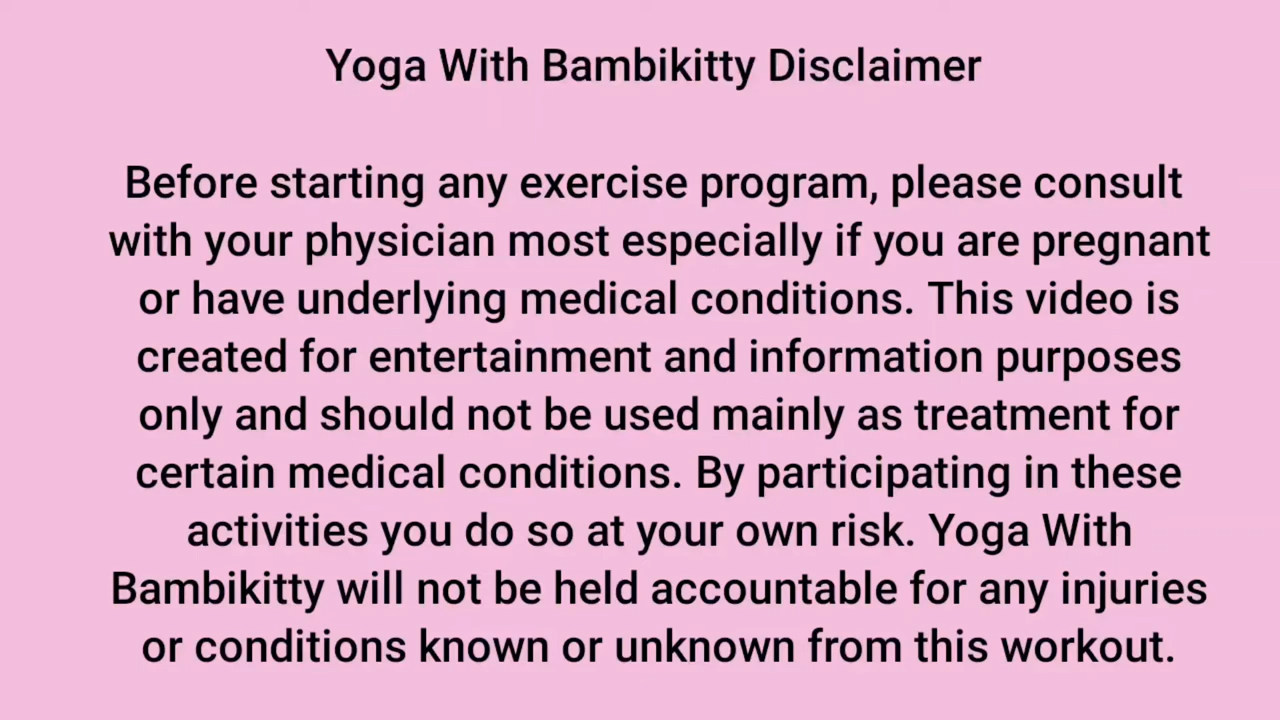 Yoga With Bambikitty Disclaimer
Before starting any exercise program, please consult
with your physician most especially if you are pregnant
or have underlying medical conditions. This video is
created for entertainment and information purposes
only and should not be used mainly as treatment for
certain medical conditions. By participating in these
activities you do so at your own risk. Yoga With
Bambikitty will not be held accountable for any injuries
or conditions known or unknown from this workout.